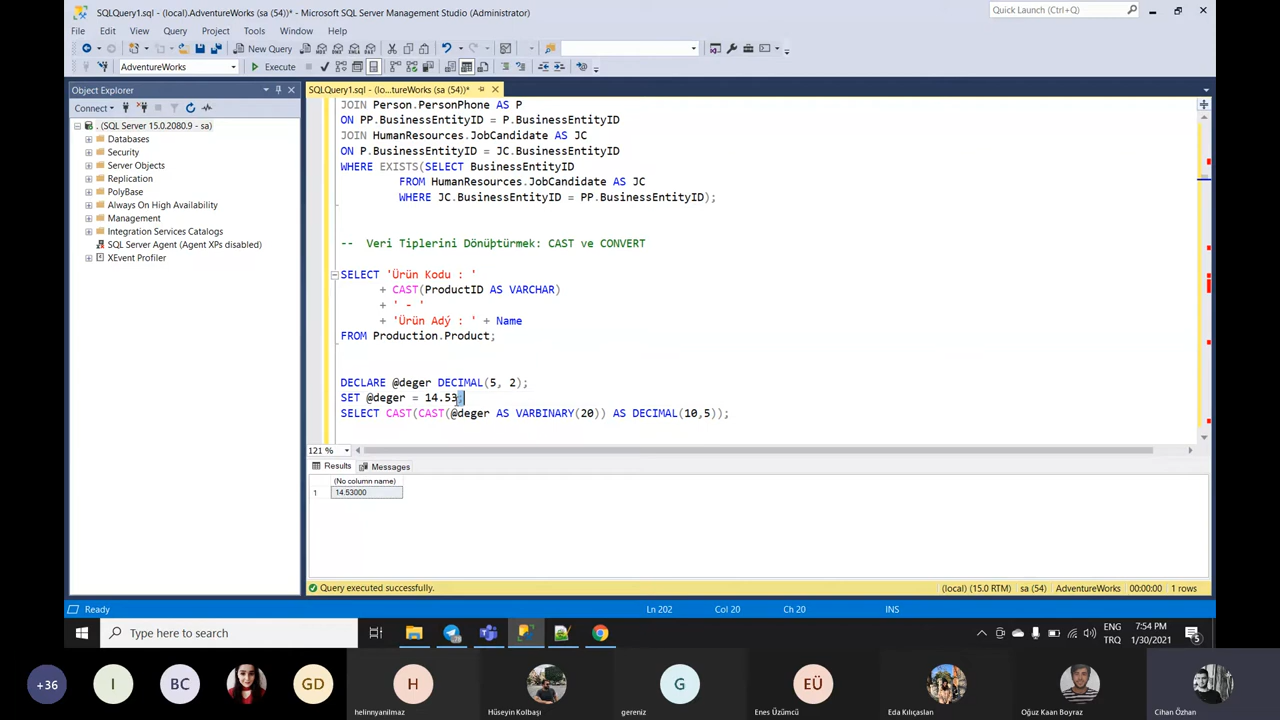 SQLQuery1.sql - (local).AdventureWorks (sa (54))* - Microsoft SQL Server Management Studio (Administrator)
Quick Launch (Ctrl+Q)
File Edit View Query Project Tools Window Help
New Query
AdventureWorks
Execute
Object Explorer
SQLQuery1.sql - (lo...tureWorks (sa (54))*
Connect
. (SQL Server 15.0.2080.9 - sa)
Databases
Security
Server Objects
Replication
PolyBase
Always On High Availability
Management
Integration Services Catalogs
SQL Server Agent (Agent XPs disabled)
XEvent Profiler
JOIN Person.PersonPhone AS P
ON PP.BusinessEntityID = P.BusinessEntityID
JOIN HumanResources.JobCandidate AS JC
ON P.BusinessEntityID = JC.BusinessEntityID
WHERE EXISTS(SELECT BusinessEntityID
FROM HumanResources.JobCandidate AS JC
WHERE JC.BusinessEntityID = PP.BusinessEntityID);
-- Veri Tiplerini Dönüþtürmek: CAST ve CONVERT
SELECT 'Ürün Kodu : '
+ CAST(ProductID AS VARCHAR)
+ ' - '
+ 'Ürün Adý : ' + Name
FROM Production.Product;
DECLARE @deger DECIMAL(5, 2);
SET @deger = 14.53;
SELECT CAST(CAST(@deger AS VARBINARY(20)) AS DECIMAL(10,5));
121 %
Results Messages
(No column name)
1 14.53000
Query executed successfully.
(local) (15.0 RTM) sa (54) AdventureWorks 00:00:00 1 rows
Ready
Ln 202 Col 20 Ch 20 INS
Type here to search
ENG
TRQ
7:54 PM
1/30/2021
5
+36
I
BC
GD
H
G
EÜ
helinnyanilmaz
Hüseyin Kolbaşı
gereniz
Enes Üzümcü
Eda Kılıçaslan
Oğuz Kaan Boyraz
Cihan Özhan